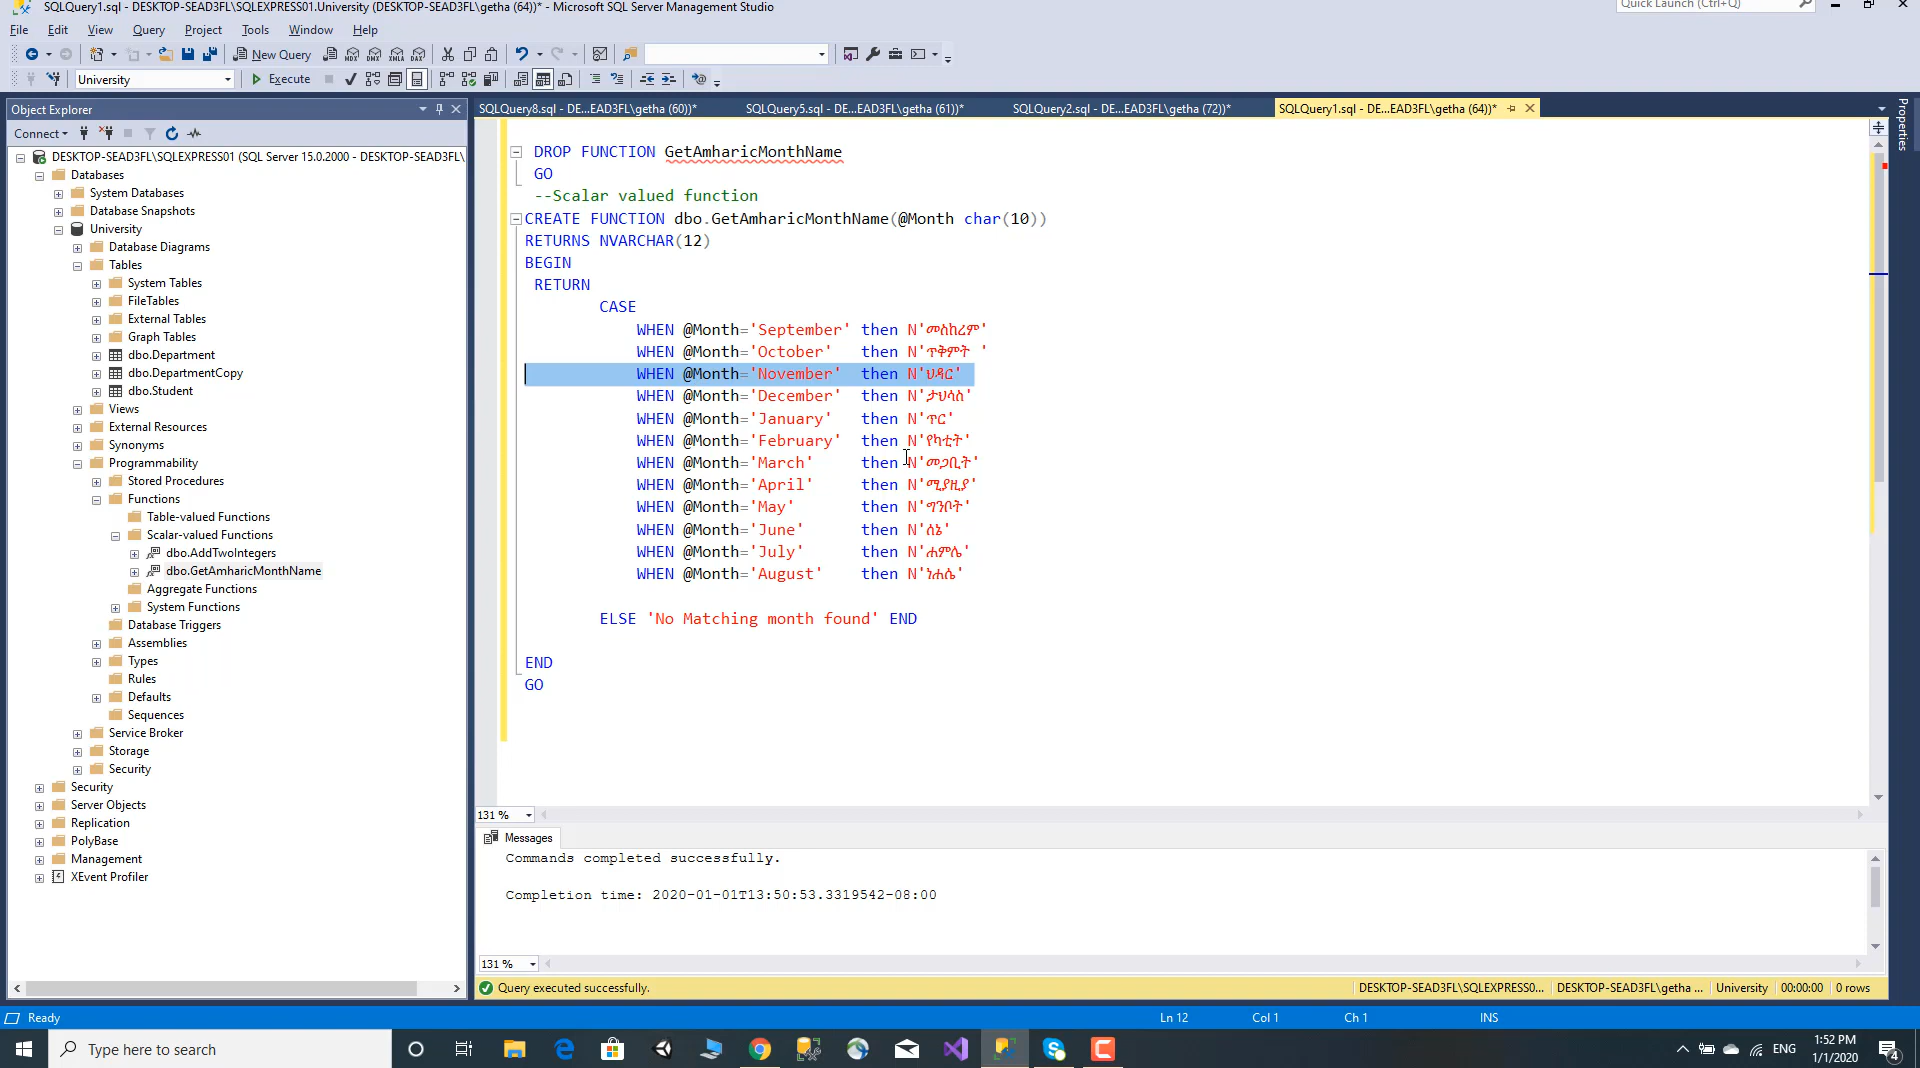 SQLQuery1.sql - DESKTOP-SEAD3FL\SQLEXPRESS01.University (DESKTOP-SEAD3FL\getha (64))* - Microsoft SQL Server Management Studio
Quick Launch (Ctrl+Q)
File Edit View Query Project Tools Window Help
New Query
University
Execute
Object Explorer
Connect
DESKTOP-SEAD3FL\SQLEXPRESS01 (SQL Server 15.0.2000 - DESKTOP-SEAD3FL\
Databases
System Databases
Database Snapshots
University
Database Diagrams
Tables
System Tables
FileTables
External Tables
Graph Tables
dbo.Department
dbo.DepartmentCopy
dbo.Student
Views
External Resources
Synonyms
Programmability
Stored Procedures
Functions
Table-valued Functions
Scalar-valued Functions
dbo.AddTwoIntegers
dbo.GetAmharicMonthName
Aggregate Functions
System Functions
Database Triggers
Assemblies
Types
Rules
Defaults
Sequences
Service Broker
Storage
Security
Security
Server Objects
Replication
PolyBase
Management
XEvent Profiler
SQLQuery8.sql - DE...EAD3FL\getha (60))* SQLQuery5.sql - DE...EAD3FL\getha (61))* SQLQuery2.sql - DE...EAD3FL\getha (72))* SQLQuery1.sql - DE...EAD3FL\getha (64))*
Properties
DROP FUNCTION GetAmharicMonthName
GO
--Scalar valued function
CREATE FUNCTION dbo.GetAmharicMonthName(@Month char(10))
RETURNS NVARCHAR(12)
BEGIN
RETURN
CASE
WHEN @Month='September' then N'መስከረም'
WHEN @Month='October' then N'ጥቅምት '
WHEN @Month='November' then N'ህዳር'
WHEN @Month='December' then N'ታህሳስ'
WHEN @Month='January' then N'ጥር'
WHEN @Month='February' then N'የካቲት'
WHEN @Month='March' then N'መጋቢት'
WHEN @Month='April' then N'ሚያዚያ'
WHEN @Month='May' then N'ግንቦት'
WHEN @Month='June' then N'ሰኔ'
WHEN @Month='July' then N'ሐምሌ'
WHEN @Month='August' then N'ነሐሴ'
ELSE 'No Matching month found' END
END
GO
131 %
Messages
Commands completed successfully.
Completion time: 2020-01-01T13:50:53.3319542-08:00
131 %
Query executed successfully. DESKTOP-SEAD3FL\SQLEXPRESS0... DESKTOP-SEAD3FL\getha ... University 00:00:00 0 rows
Ready Ln 12 Col 1 Ch 1 INS
Type here to search
ENG
1:52 PM
1/1/2020
4